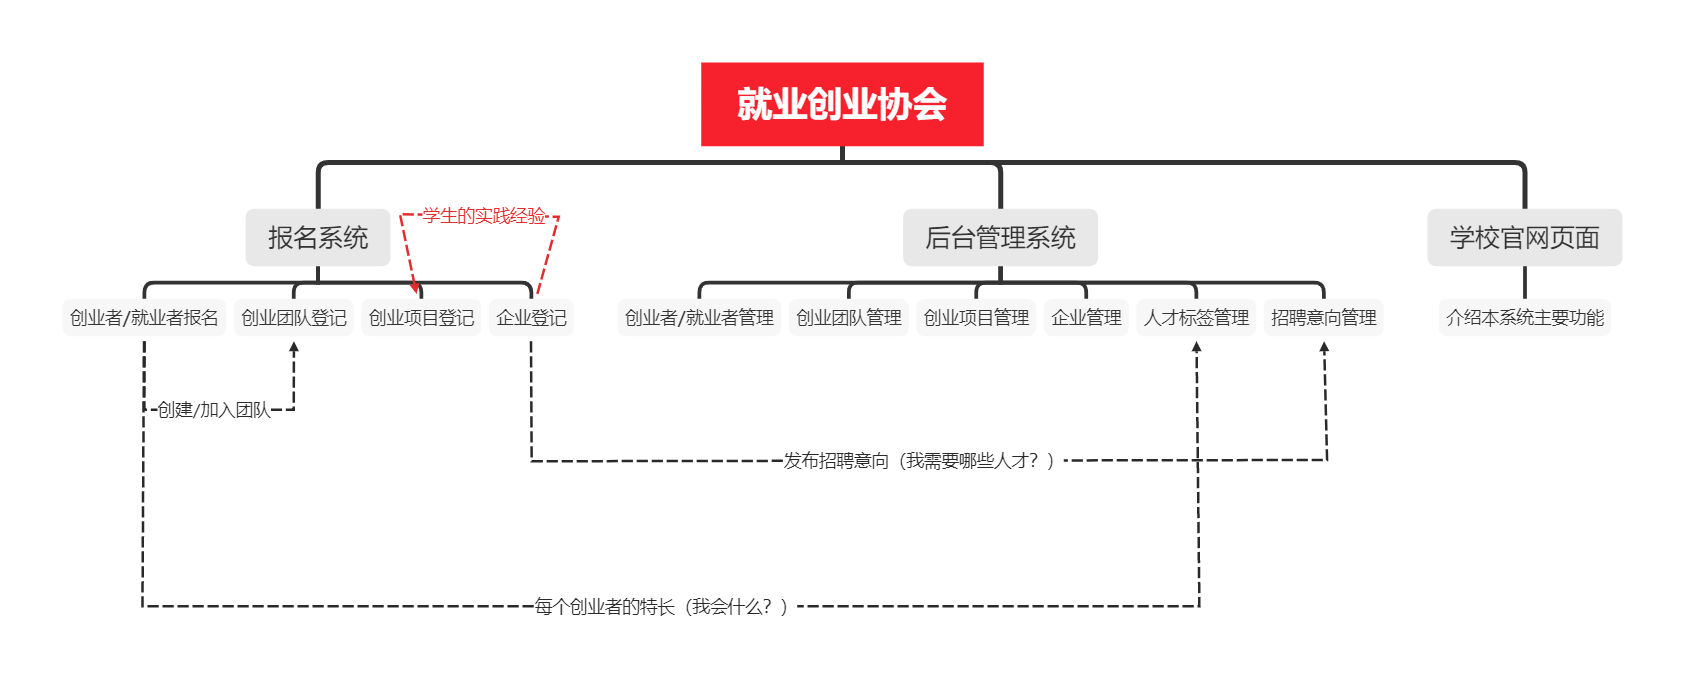 就业创业协会
学生的实践经验
报名系统
后台管理系统
学校官网页面
创业者/就业者报名
创业团队登记
创业项目登记
企业登记
创业者/就业者管理
创业团队管理
创业项目管理
企业管理
人才标签管理
招聘意向管理
介绍本系统主要功能
创建/加入团队
发布招聘意向（我需要哪些人才？）
每个创业者的特长（我会什么？）